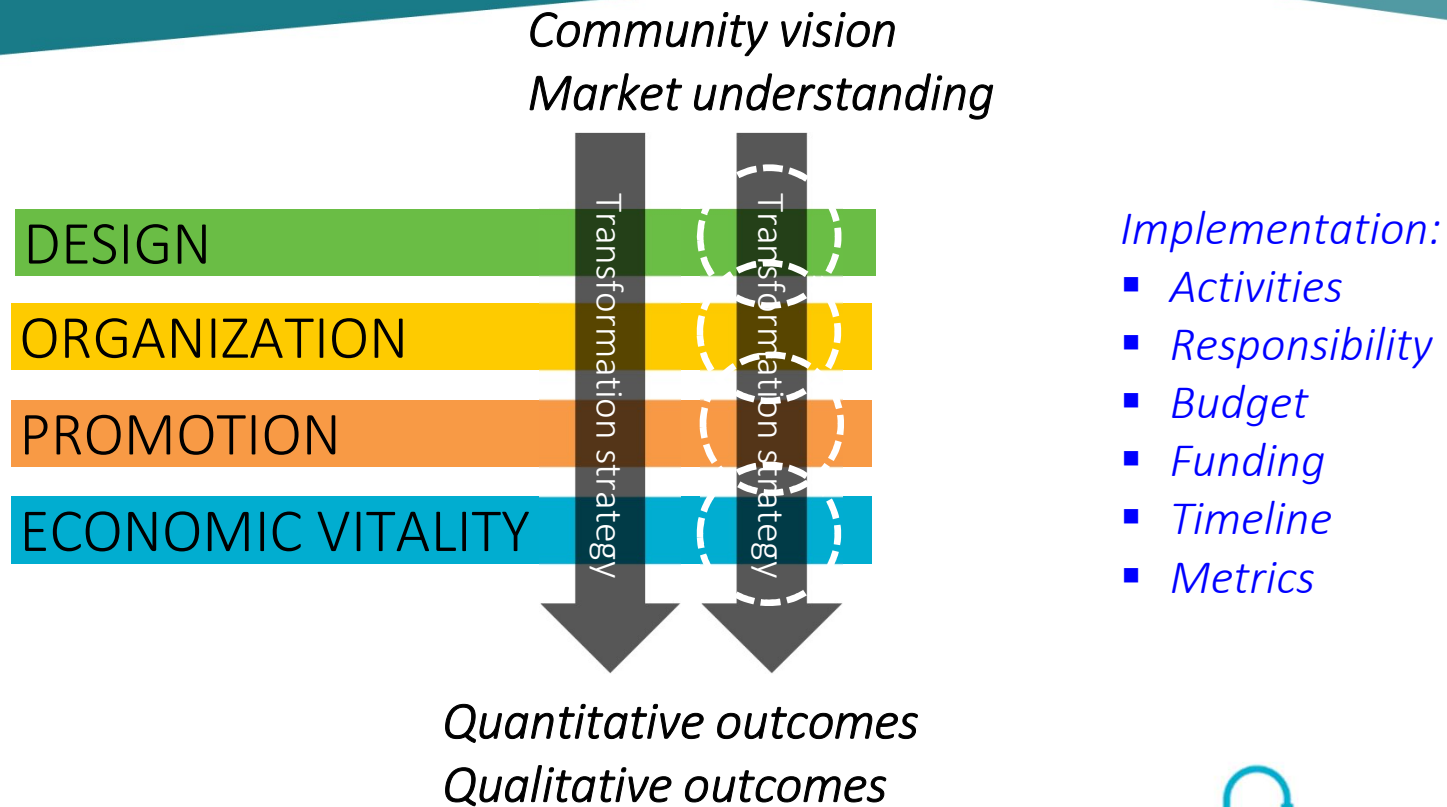 Community vision
Market understanding
Transformation strategy
Transformation strategy
DESIGN
ORGANIZATION
PROMOTION
ECONOMIC VITALITY
Implementation:
▪ Activities
▪ Responsibility
▪ Budget
▪ Funding
▪ Timeline
▪ Metrics
Quantitative outcomes
Qualitative outcomes